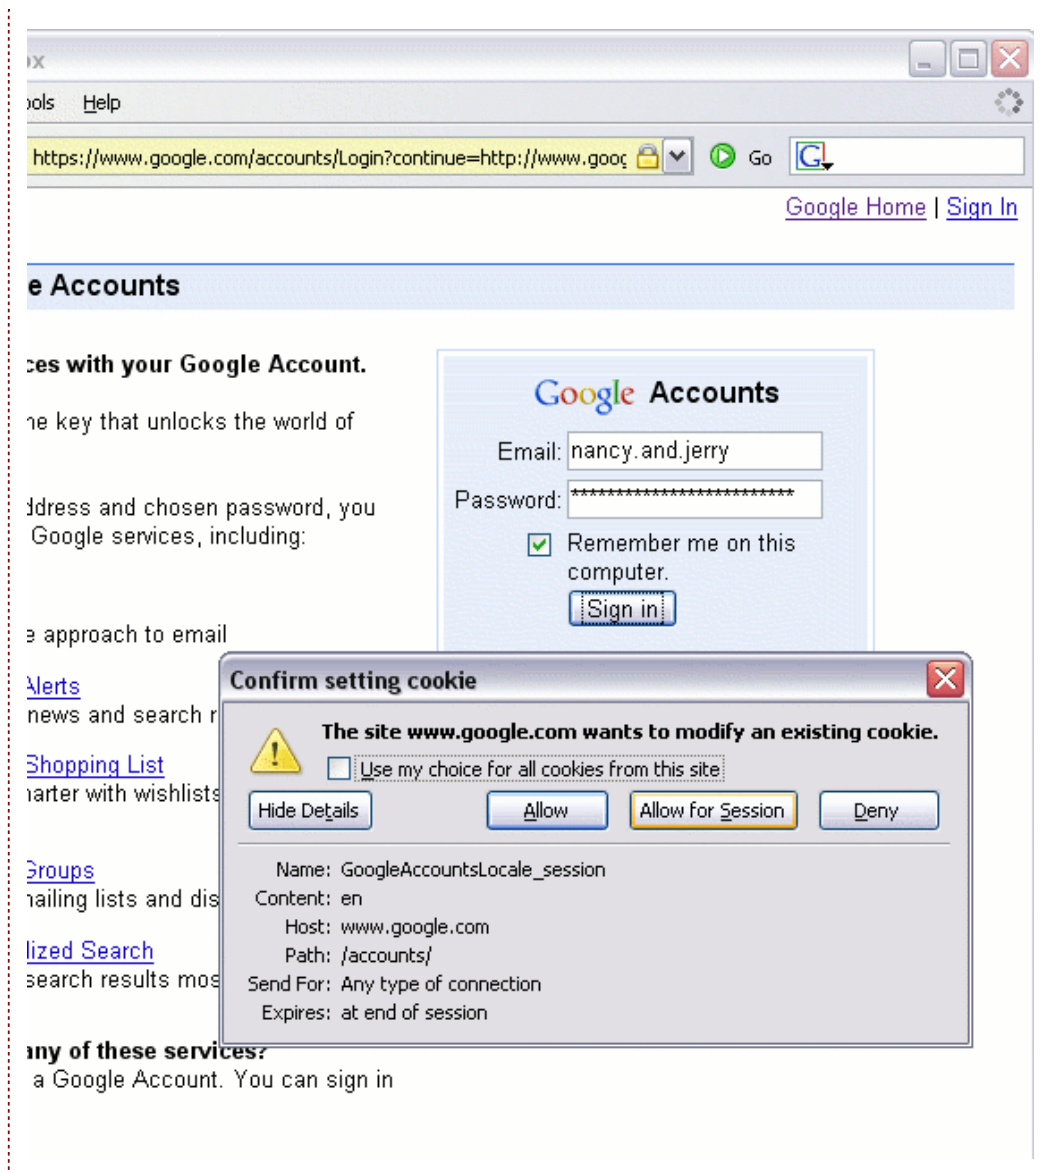 ox
ools Help
https://www.google.com/accounts/Login?continue=http://www.goog Go G
Google Home | Sign In
e Accounts
ces with your Google Account.
Google Accounts
he key that unlocks the world of
Email: nancy.and.jerry
Password: *************************
ddress and chosen password, you
Google services, including:
Remember me on this
computer.
Sign in
e approach to email
Alerts
news and search r
Shopping List
narter with wishlists
Groups
nailing lists and dis
lized Search
search results mos
any of these services?
a Google Account. You can sign in
Confirm setting cookie
The site www.google.com wants to modify an existing cookie.
Use my choice for all cookies from this site
Hide Details Allow Allow for Session Deny
Name: GoogleAccountsLocale_session
Content: en
Host: www.google.com
Path: /accounts/
Send For: Any type of connection
Expires: at end of session